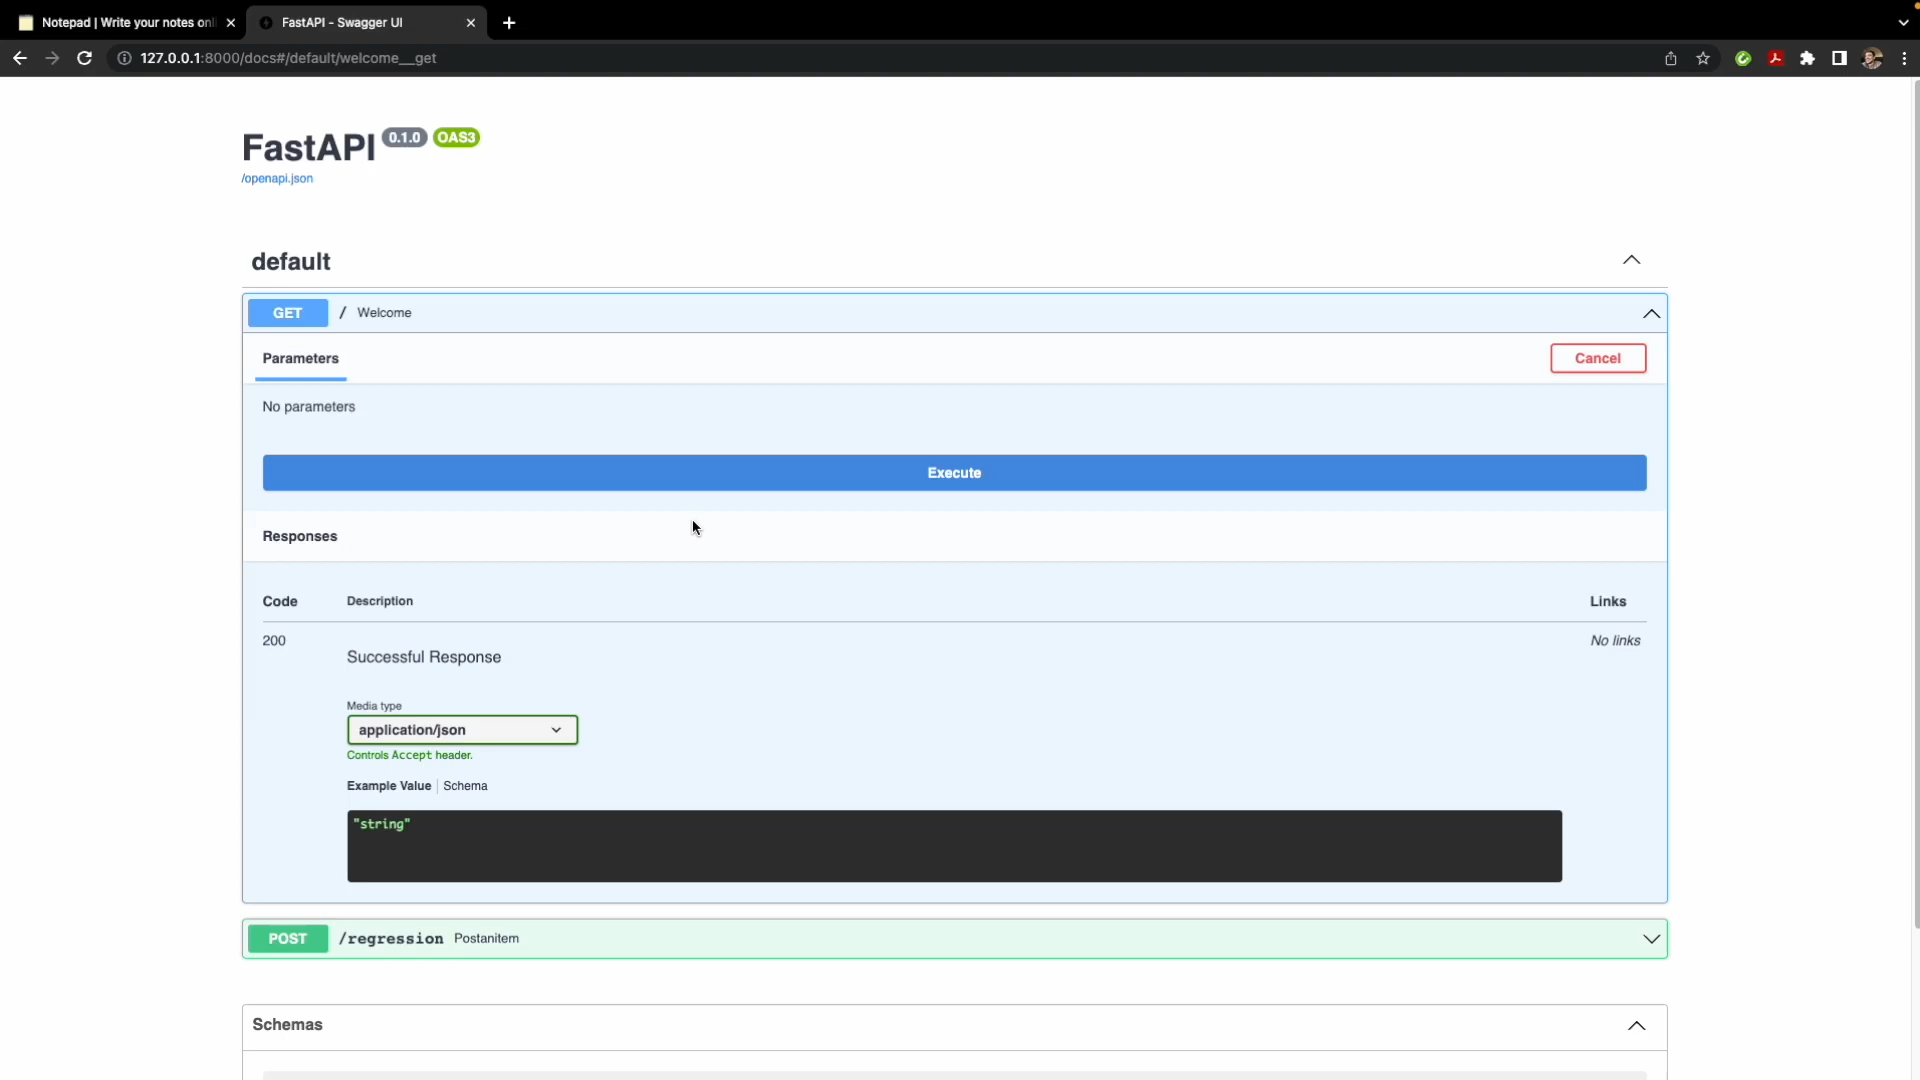 Notepad | Write your notes onl
FastAPI - Swagger UI
127.0.0.1:8000/docs#/default/welcome__get
FastAPI 0.1.0 OAS3
/openapi.json
default
GET / Welcome
Parameters
Cancel
No parameters
Execute
Responses
Code Description Links
200 No links
Successful Response
Media type
application/json
Controls Accept header.
Example Value Schema
"string"
POST /regression Postanitem
Schemas